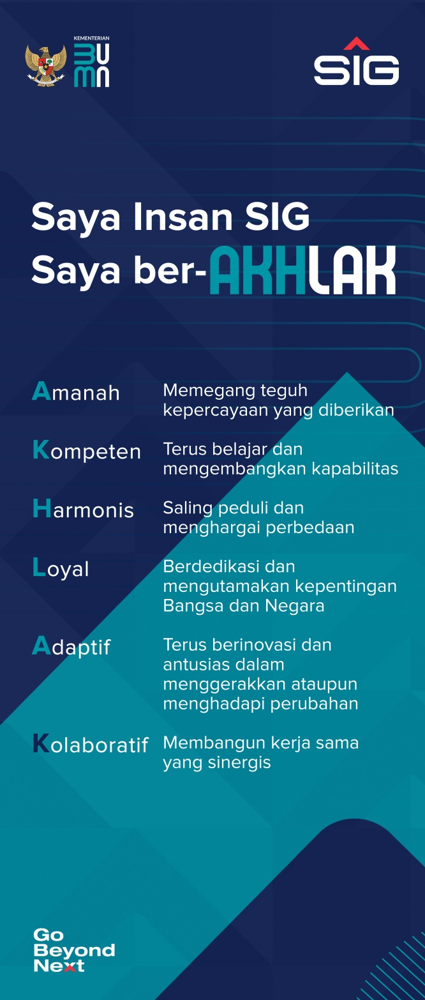 KEMENTERIAN
BUMN
SIG
Saya Insan SIG
Saya ber-AKHLAK
Amanah
Memegang teguh
kepercayaan yang diberikan
Kompeten
Terus belajar dan
mengembangkan kapabilitas
Harmonis
Saling peduli dan
menghargai perbedaan
Loyal
Berdedikasi dan
mengutamakan kepentingan
Bangsa dan Negara
Adaptif
Terus berinovasi dan
antusias dalam
menggerakkan ataupun
menghadapi perubahan
Kolaboratif
Membangun kerja sama
yang sinergis
Go
Beyond
Next